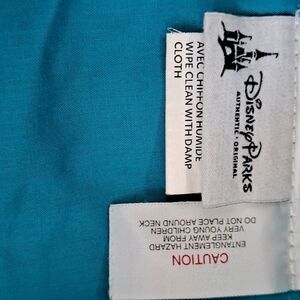 Disney PARKS
AUTHENTIC • ORIGINAL
AVEC CHIFFON HUMIDE
WIPE CLEAN WITH DAMP
CLOTH
CAUTION
ENTANGLEMENT HAZARD
KEEP AWAY FROM
VERY YOUNG CHILDREN
DO NOT PLACE AROUND NECK